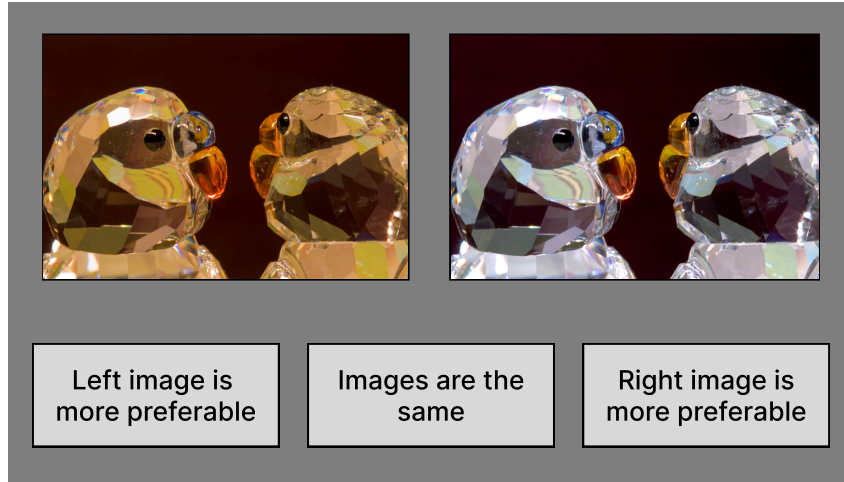 Left image is
more preferable
Images are the
same
Right image is
more preferable